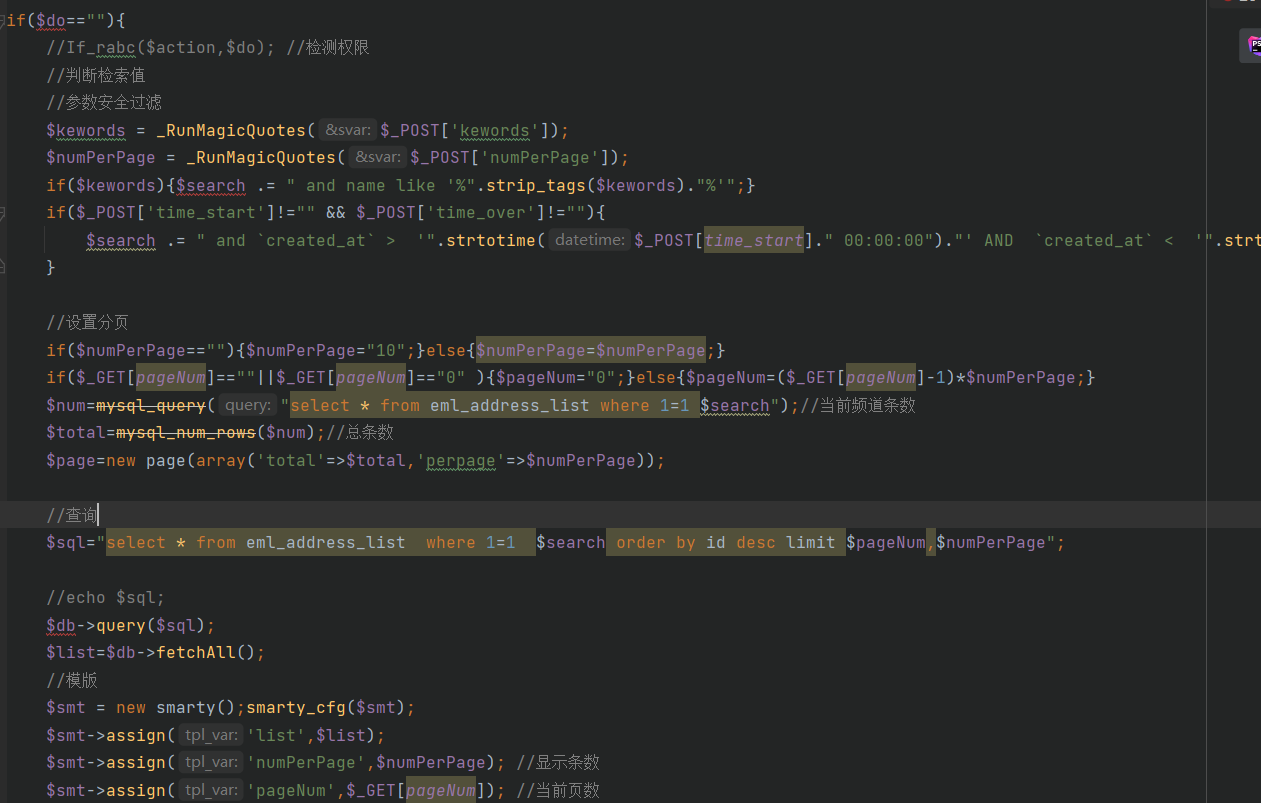 if($do==""){
//If_rabc($action,$do); //检测权限
//判断检索值
//参数安全过滤
$kewords = _RunMagicQuotes( &svar: $_POST['kewords']);
$numPerPage = _RunMagicQuotes( &svar: $_POST['numPerPage']);
if($kewords){$search .= " and name like '%".strip_tags($kewords)."%'";}
if($_POST['time_start']!="" && $_POST['time_over']!=""){
$search .= " and `created_at` >  '".strtotime( datetime: $_POST[time_start]." 00:00:00")."' AND  `created_at` <  '".strt
}
//设置分页
if($numPerPage==""){$numPerPage="10";}else{$numPerPage=$numPerPage;}
if($_GET[pageNum]==""||$_GET[pageNum]=="0" ){$pageNum="0";}else{$pageNum=($_GET[pageNum]-1)*$numPerPage;}
$num=mysql_query( query: "select * from eml_address_list where 1=1 $search");//当前频道条数
$total=mysql_num_rows($num);//总条数
$page=new page(array('total'=>$total,'perpage'=>$numPerPage));
//查询
$sql="select * from eml_address_list  where 1=1  $search order by id desc limit $pageNum,$numPerPage";
//echo $sql;
$db->query($sql);
$list=$db->fetchAll();
//模版
$smt = new smarty();smarty_cfg($smt);
$smt->assign( tpl_var: 'list',$list);
$smt->assign( tpl_var: 'numPerPage',$numPerPage); //显示条数
$smt->assign( tpl_var: 'pageNum',$_GET[pageNum]); //当前页数